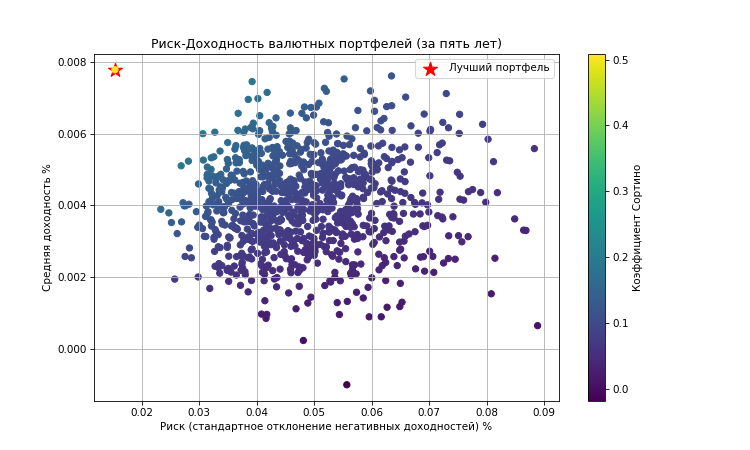 Риск-Доходность валютных портфелей (за пять лет)
Лучший портфель
Средняя доходность %
0.008
0.006
0.004
0.002
0.000
0.02 0.03 0.04 0.05 0.06 0.07 0.08 0.09
Риск (стандартное отклонение негативных доходностей) %
0.5
0.4
0.3
0.2
0.1
0.0
Коэффициент Сортино